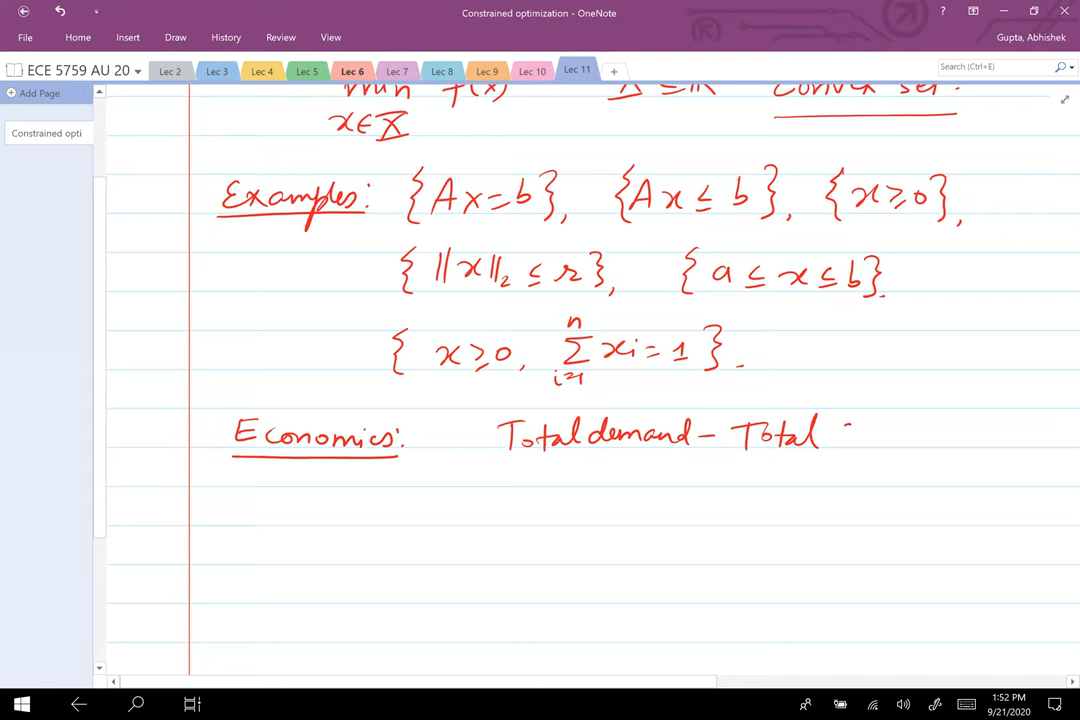 Constrained optimization - OneNote
Gupta, Abhishek
File Home Insert Draw History Review View
ECE 5759 AU 20 Lec 2 Lec 3 Lec 4 Lec 5 Lec 6 Lec 7 Lec 8 Lec 9 Lec 10 Lec 11 Search (Ctrl+E)
Add Page
Constrained opti
min f(x) X ⊆ ℝ Convex set.
x∈X
Examples: {Ax=b}, {Ax ≤ b}, {x≥0},
{‖x‖₂ ≤ r}, {a ≤ x ≤ b}.
{x≥0, ∑ᵢ₌₁ⁿ xi = 1}.
Economics: Total demand - Total
1:52 PM
9/21/2020